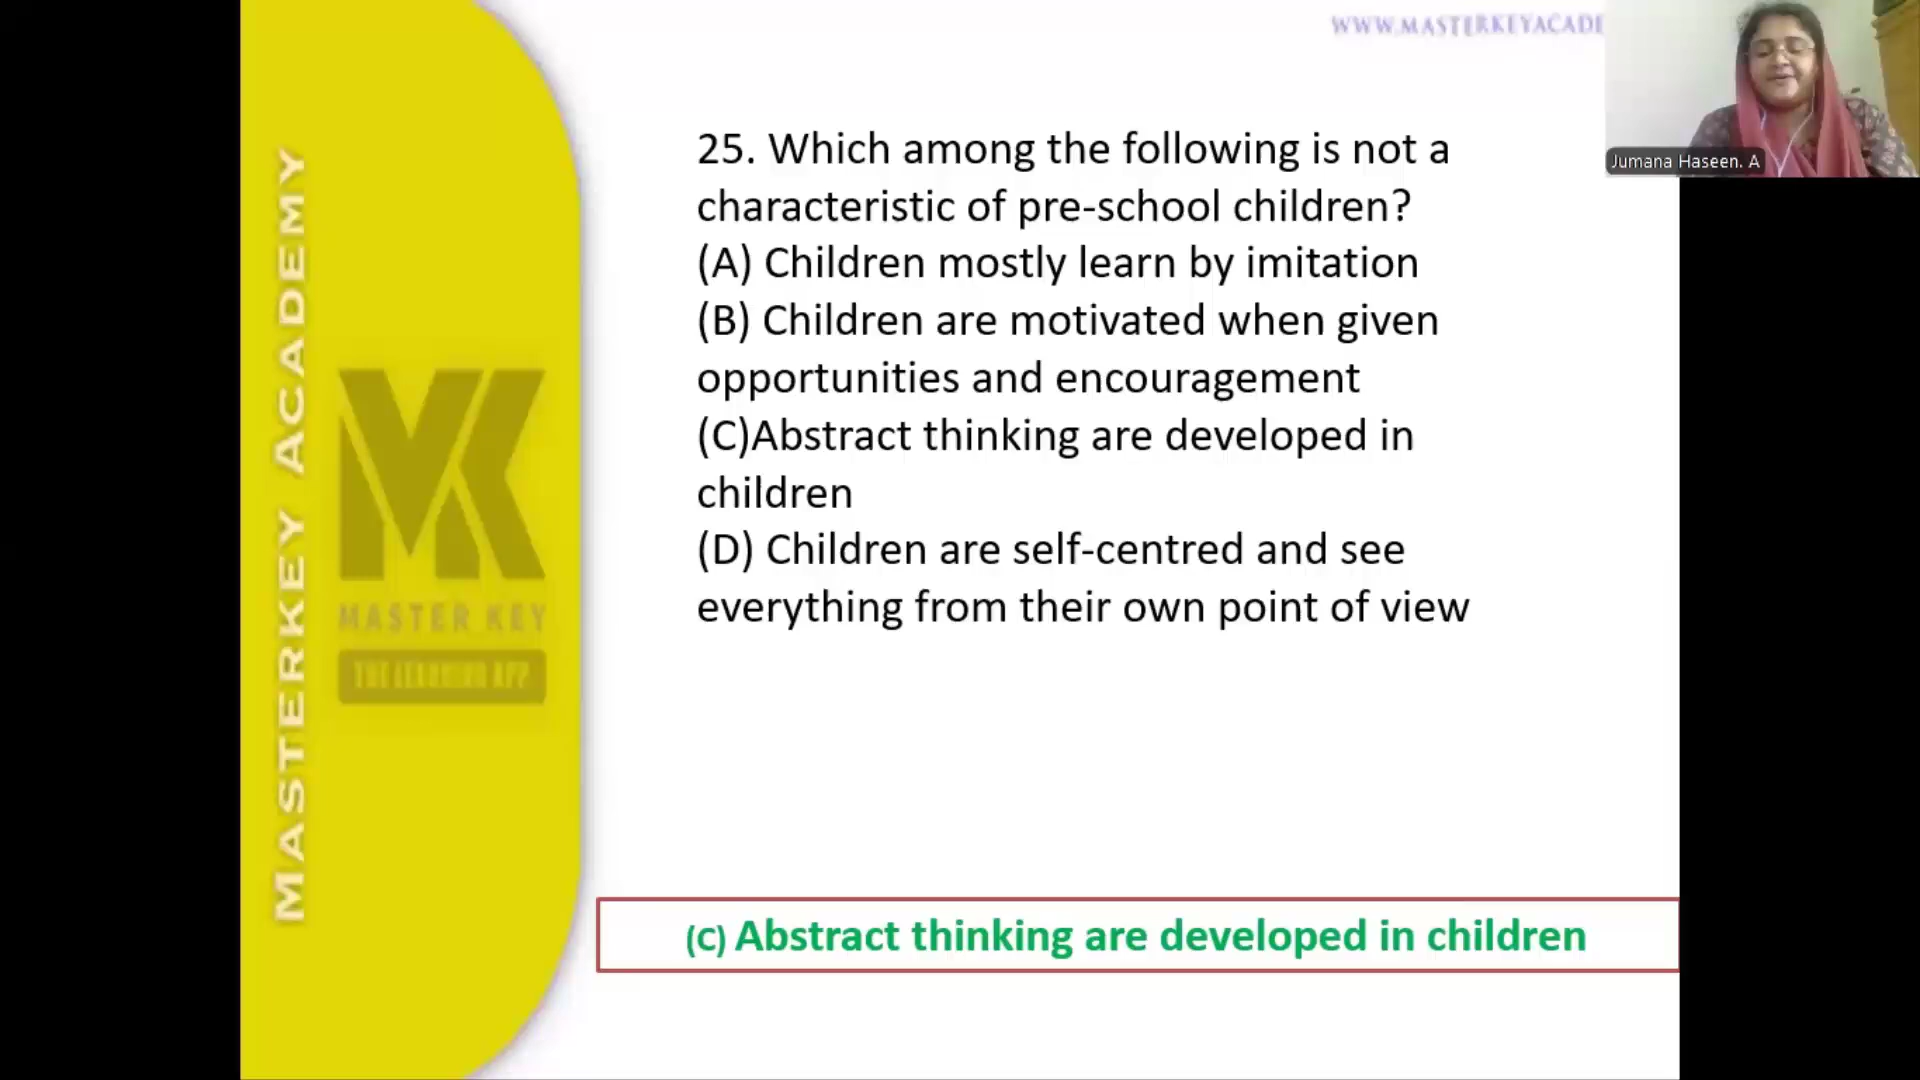 WWW.MASTERKEYACADE
Jumana Haseen. A
MASTERKEY ACADEMY
MASTER KEY
THE LEARNING APP
25. Which among the following is not a
characteristic of pre-school children?
(A) Children mostly learn by imitation
(B) Children are motivated when given
opportunities and encouragement
(C)Abstract thinking are developed in
children
(D) Children are self-centred and see
everything from their own point of view
(C) Abstract thinking are developed in children